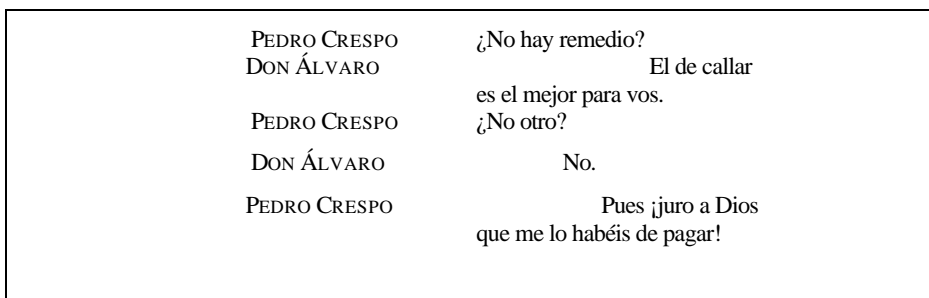 PEDRO CRESPO ¿No hay remedio?
DON ÁLVARO El de callar
es el mejor para vos.
PEDRO CRESPO ¿No otro?
DON ÁLVARO No.
PEDRO CRESPO Pues ¡juro a Dios
que me lo habéis de pagar!